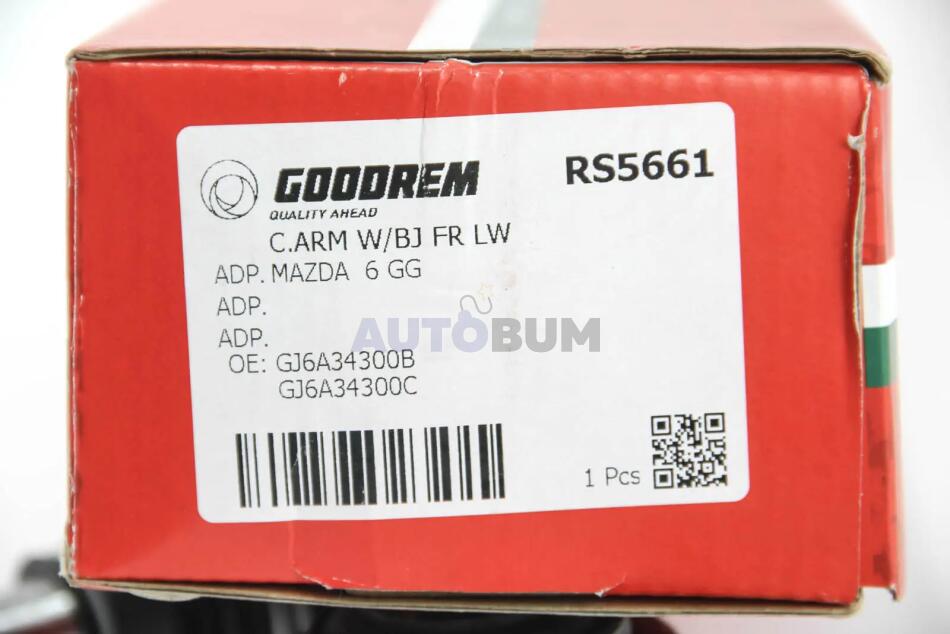 GOODREM
QUALITY AHEAD
RS5661
C.ARM W/BJ FR LW
ADP. MAZDA 6 GG
ADP.
ADP.
AUTOBUM
OE: GJ6A34300B
GJ6A34300C
1 Pcs